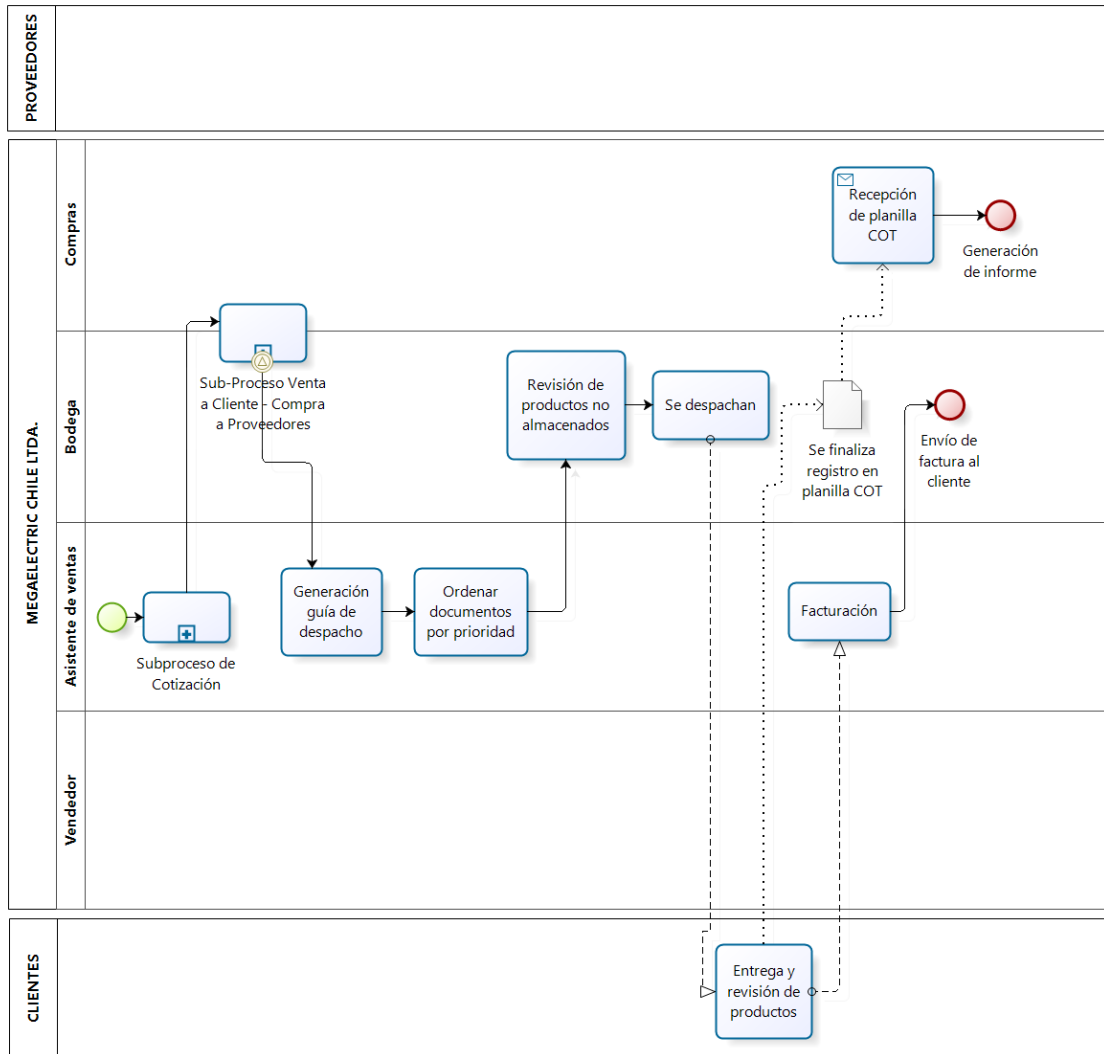 PROVEEDORES
MEGAELECTRIC CHILE LTDA.
Compras
Recepción
de planilla
COT
Generación
de informe
Bodega
Sub-Proceso Venta
a Cliente - Compra
a Proveedores
Revisión de
productos no
almacenados
Se despachan
Se finaliza
registro en
planilla COT
Envío de
factura al
cliente
Asistente de ventas
Subproceso de
Cotización
Generación
guía de
despacho
Ordenar
documentos
por prioridad
Facturación
Vendedor
CLIENTES
Entrega y
revisión de
productos